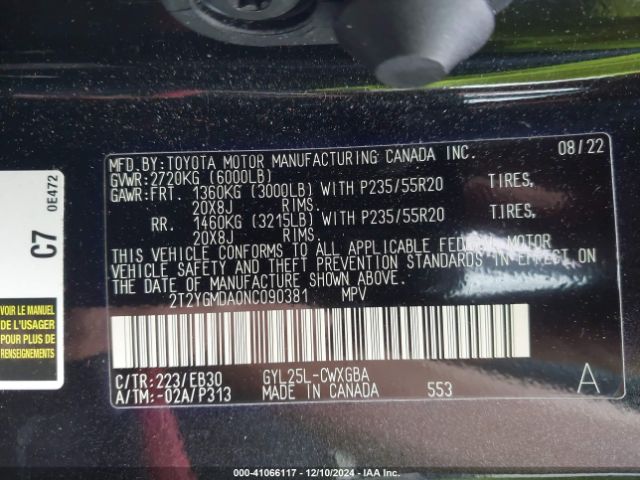 MFD.BY:TOYOTA MOTOR MANUFACTURING CANADA INC. 08/22
GVWR:2720KG (6000LB)
GAWR:FRT. 1360KG (3000LB) WITH P235/55R20 TIRES,
20X8J RIMS.
RR. 1460KG (3215LB) WITH P235/55R20 TIRES,
20X8J RIMS.
THIS VEHICLE CONFORMS TO ALL APPLICABLE FEDERAL MOTOR
VEHICLE SAFETY AND THEFT PREVENTION STANDARDS IN EFFECT ON
THE DATE OF MANUFACTURE SHOWN ABOVE.
2T2YGMDA0NC090381 MPV
C/TR:223/EB30 GYL25L-CWXGBA
A/TM:-02A/P313 MADE IN CANADA 553 A
C7
0E472
VOIR LE MANUEL
DE L'USAGER
POUR PLUS DE
RENSEIGNEMENTS
000-41066117 - 12/10/2024 - IAA Inc.